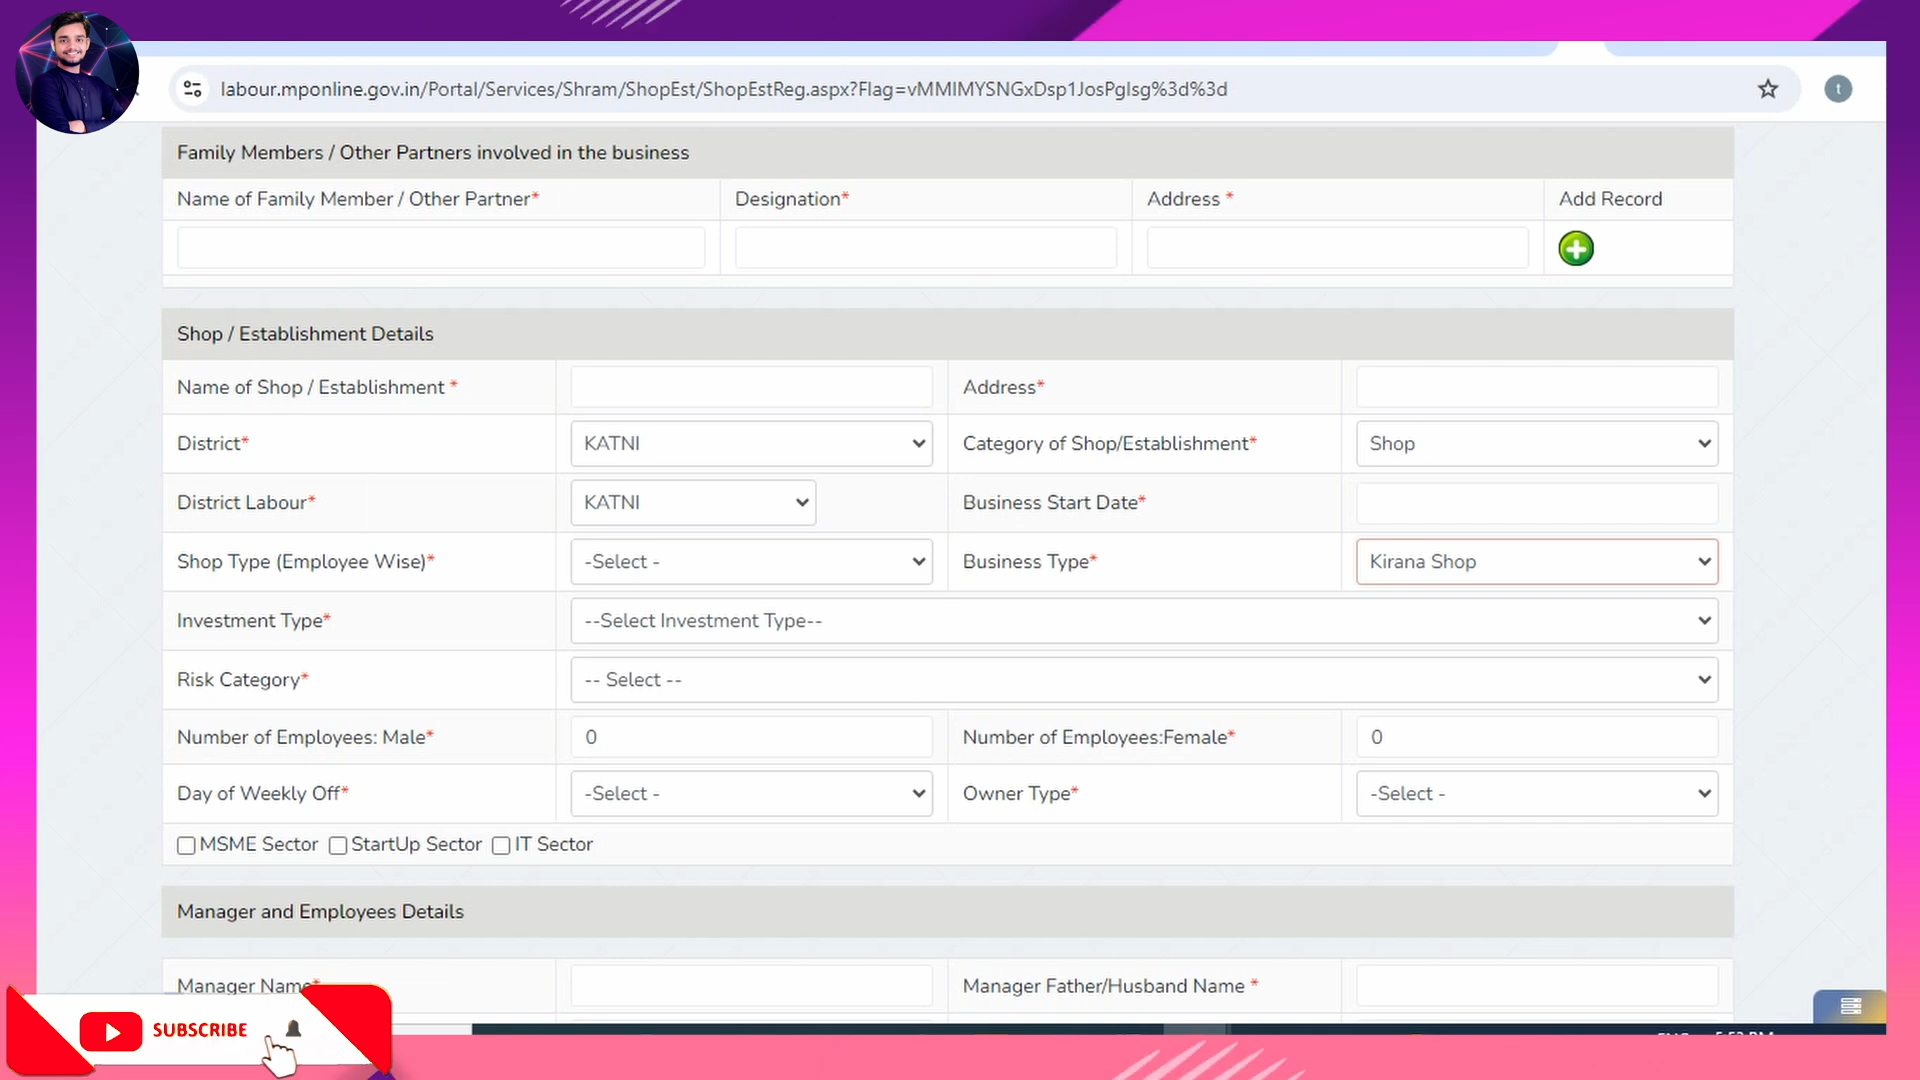 labour.mponline.gov.in/Portal/Services/Shram/ShopEst/ShopEstReg.aspx?Flag=vMMIMYSNGxDsp1JosPgIsg%3d%3d
t
Family Members / Other Partners involved in the business
Name of Family Member / Other Partner* Designation* Address * Add Record
Shop / Establishment Details
Name of Shop / Establishment * Address*
District* KATNI Category of Shop/Establishment* Shop
District Labour* KATNI Business Start Date*
Shop Type (Employee Wise)* -Select - Business Type* Kirana Shop
Investment Type* --Select Investment Type--
Risk Category* -- Select --
Number of Employees: Male* 0 Number of Employees:Female* 0
Day of Weekly Off* -Select - Owner Type* -Select -
MSME Sector StartUp Sector IT Sector
Manager and Employees Details
Manager Name* Manager Father/Husband Name *
SUBSCRIBE